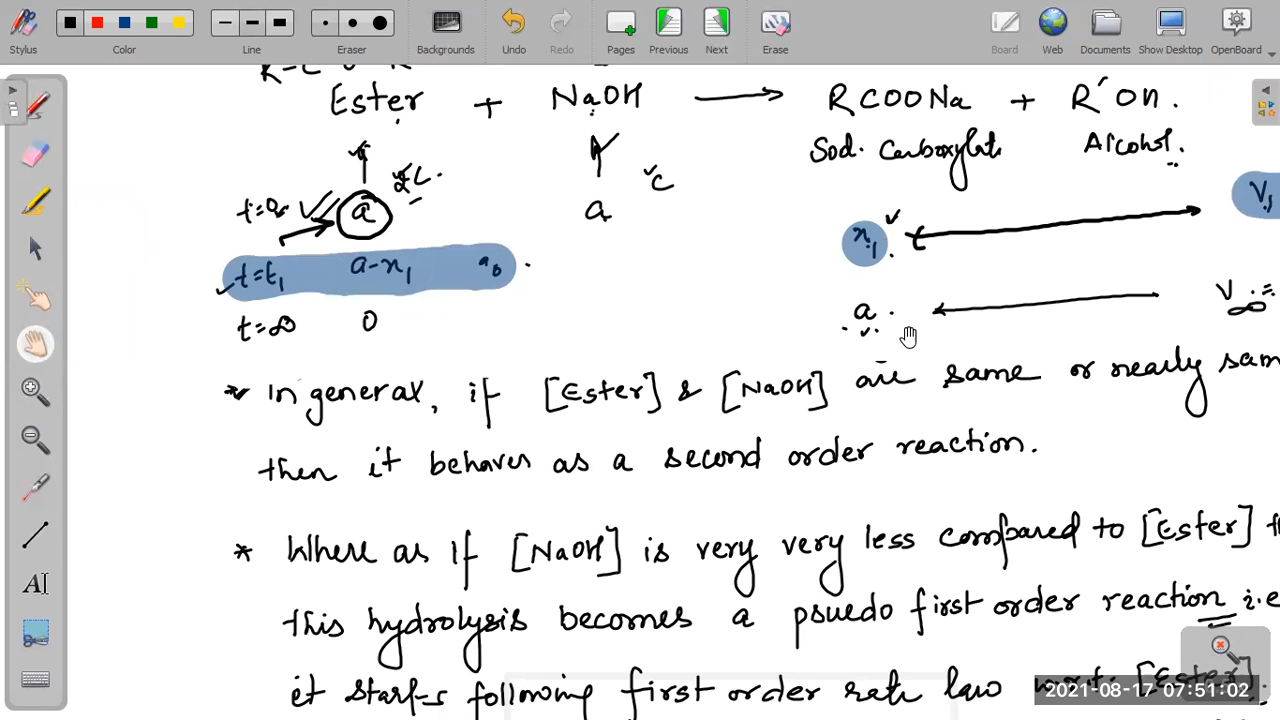 Stylus
Color
Line
Eraser
Backgrounds
Undo
Redo
Pages
Previous
Next
Erase
Board
Web
Documents
Show Desktop
OpenBoard
Ester + NaOH → RCOONa + R'OH.
Sod. Carboxylate Alcohol.
t=0 a a c
t=t₁ a-x₁ x₁ t V₁
t=∞ 0 a V∞
* In general, if [Ester] & [NaOH] are same or nearly sam
then it behaves as a second order reaction.
* Where as if [NaOH] is very very less compared to [Ester] t
this hydrolysis becomes a psuedo first order reaction i.e
it starts following first order rate law w.r.t. [Ester].
2021-08-17 07:51:02